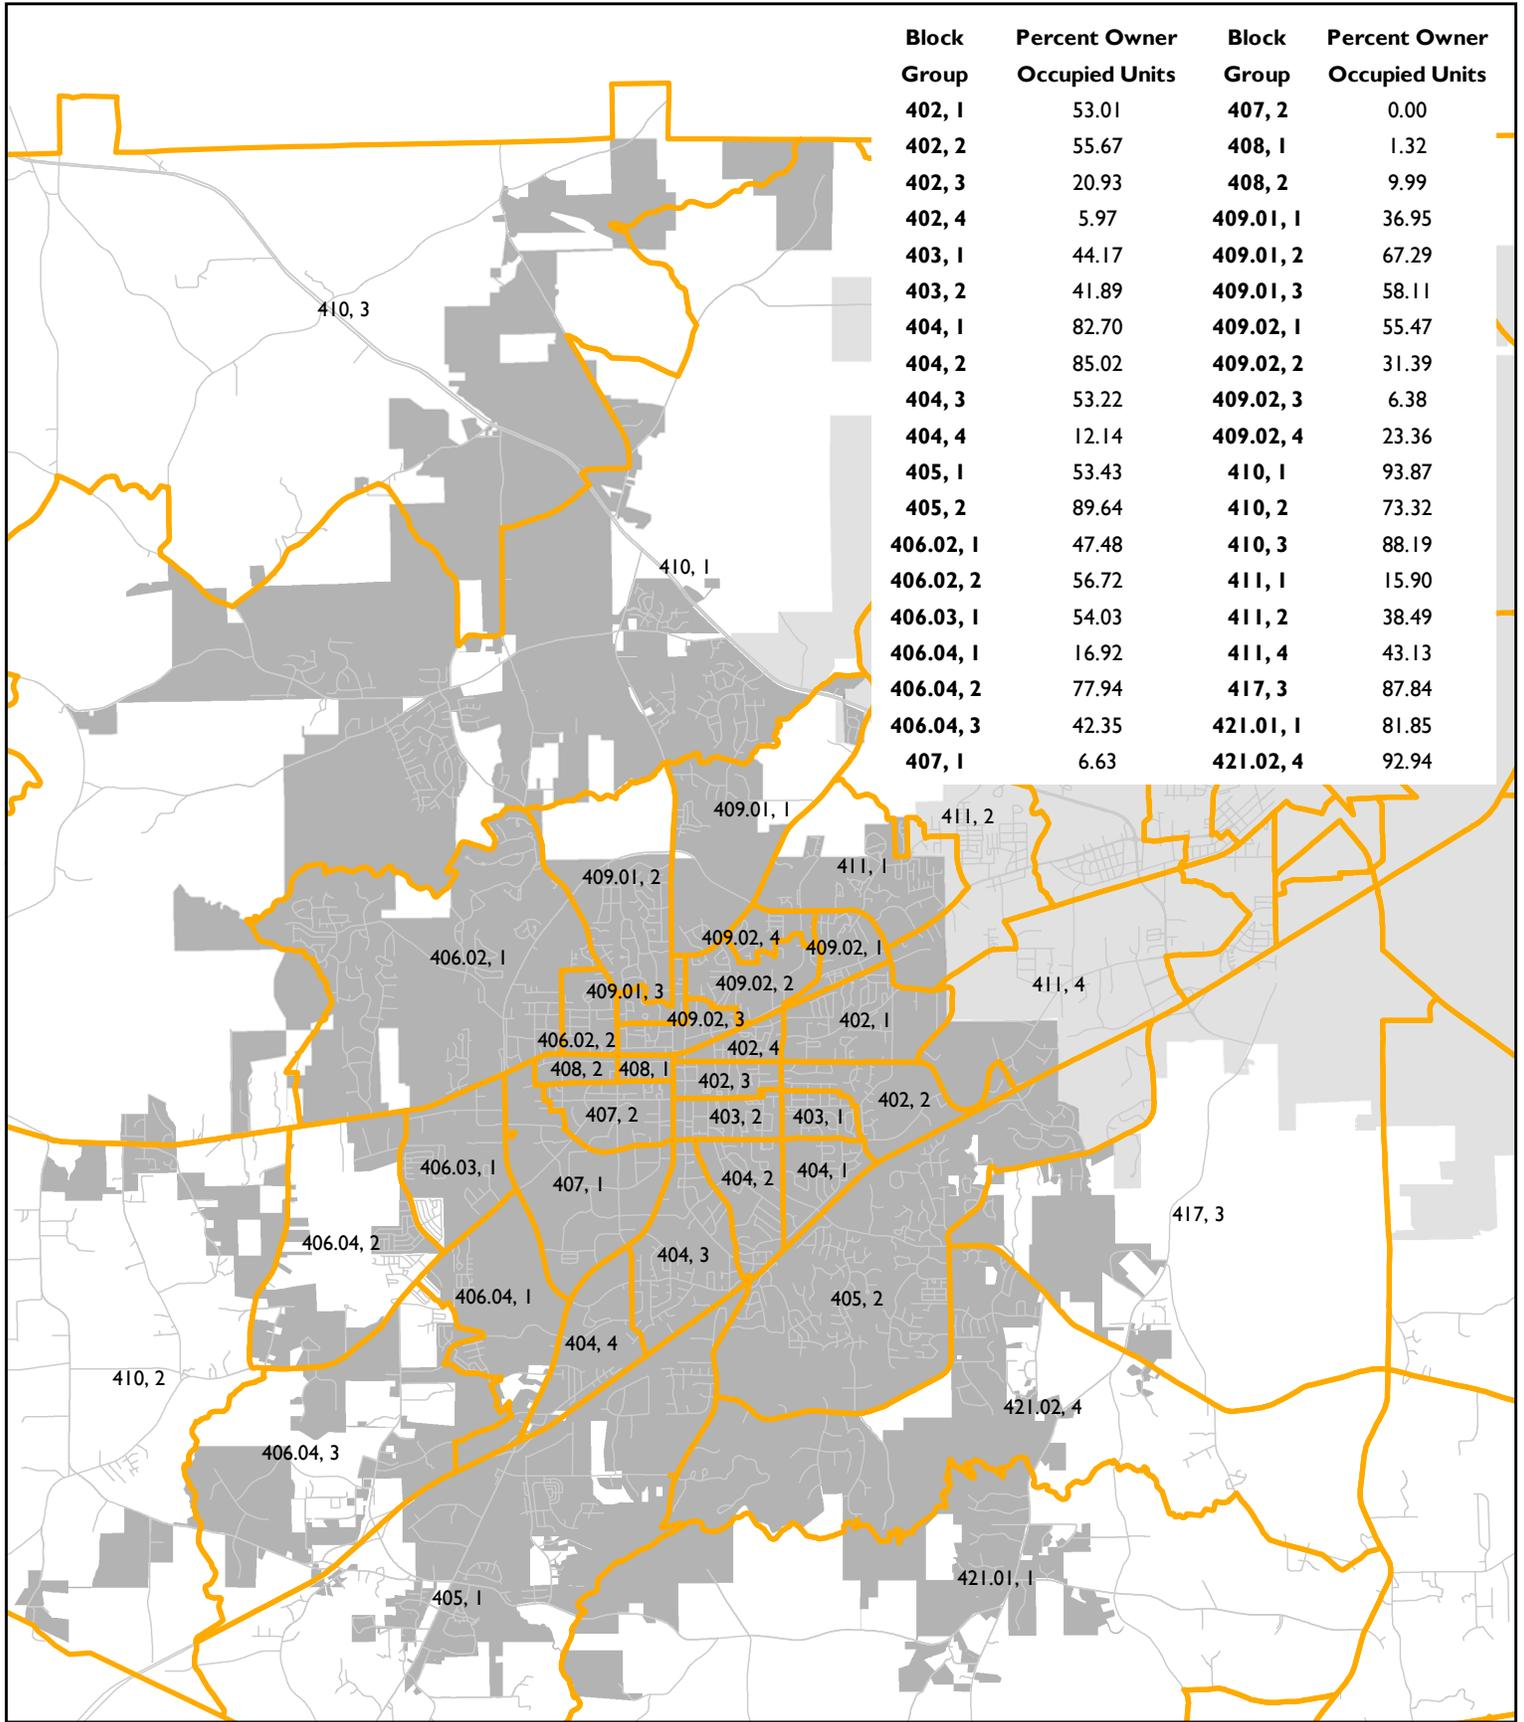 Block Percent Owner Block Percent Owner
Group Occupied Units Group Occupied Units
402, 1 53.01 407, 2 0.00
402, 2 55.67 408, 1 1.32
402, 3 20.93 408, 2 9.99
402, 4 5.97 409.01, 1 36.95
403, 1 44.17 409.01, 2 67.29
403, 2 41.89 409.01, 3 58.11
404, 1 82.70 409.02, 1 55.47
404, 2 85.02 409.02, 2 31.39
404, 3 53.22 409.02, 3 6.38
404, 4 12.14 409.02, 4 23.36
405, 1 53.43 410, 1 93.87
405, 2 89.64 410, 2 73.32
406.02, 1 47.48 410, 3 88.19
406.02, 2 56.72 411, 1 15.90
406.03, 1 54.03 411, 2 38.49
406.04, 1 16.92 411, 4 43.13
406.04, 2 77.94 417, 3 87.84
406.04, 3 42.35 421.01, 1 81.85
407, 1 6.63 421.02, 4 92.94
410, 3
410, 1
409.01, 1
411, 2
411, 1
409.01, 2
409.02, 4
409.02, 1
406.02, 1
409.02, 2
411, 4
409.01, 3
409.02, 3
402, 1
406.02, 2
402, 4
408, 2
408, 1
402, 3
402, 2
407, 2
403, 2
403, 1
406.03, 1
407, 1
404, 2
404, 1
417, 3
406.04, 2
404, 3
406.04, 1
405, 2
404, 4
410, 2
421.02, 4
406.04, 3
421.01, 1
405, 1